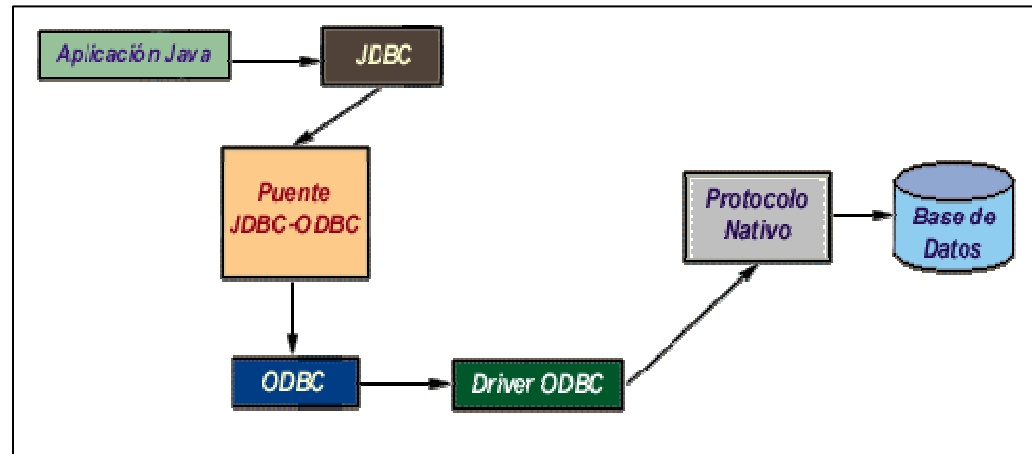 Aplicación Java
JDBC
Puente
JDBC-ODBC
ODBC
Driver ODBC
Protocolo
Nativo
Base de
Datos